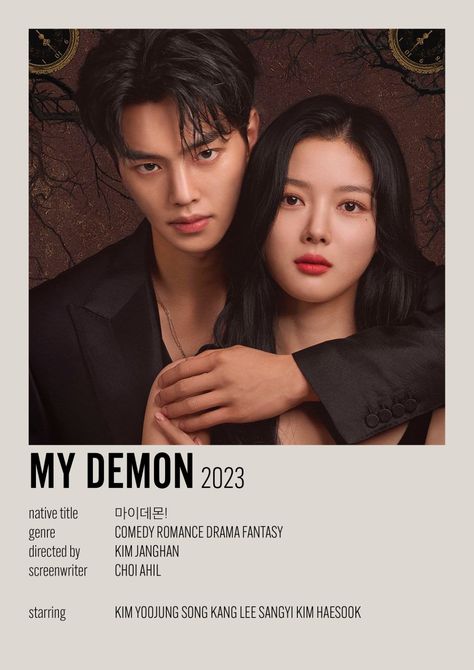 MY DEMON 2023
native title 마이데몬!
genre COMEDY ROMANCE DRAMA FANTASY
directed by KIM JANGHAN
screenwriter CHOI AHIL
starring KIM YOOJUNG SONG KANG LEE SANGYI KIM HAESOOK